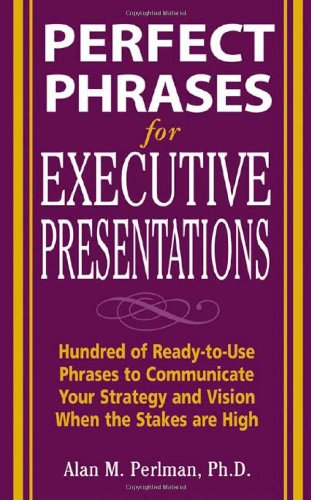 PERFECT
PHRASES
for
EXECUTIVE
PRESENTATIONS
Hundred of Ready-to-Use
Phrases to Communicate
Your Strategy and Vision
When the Stakes are High
Alan M. Perlman, Ph.D.